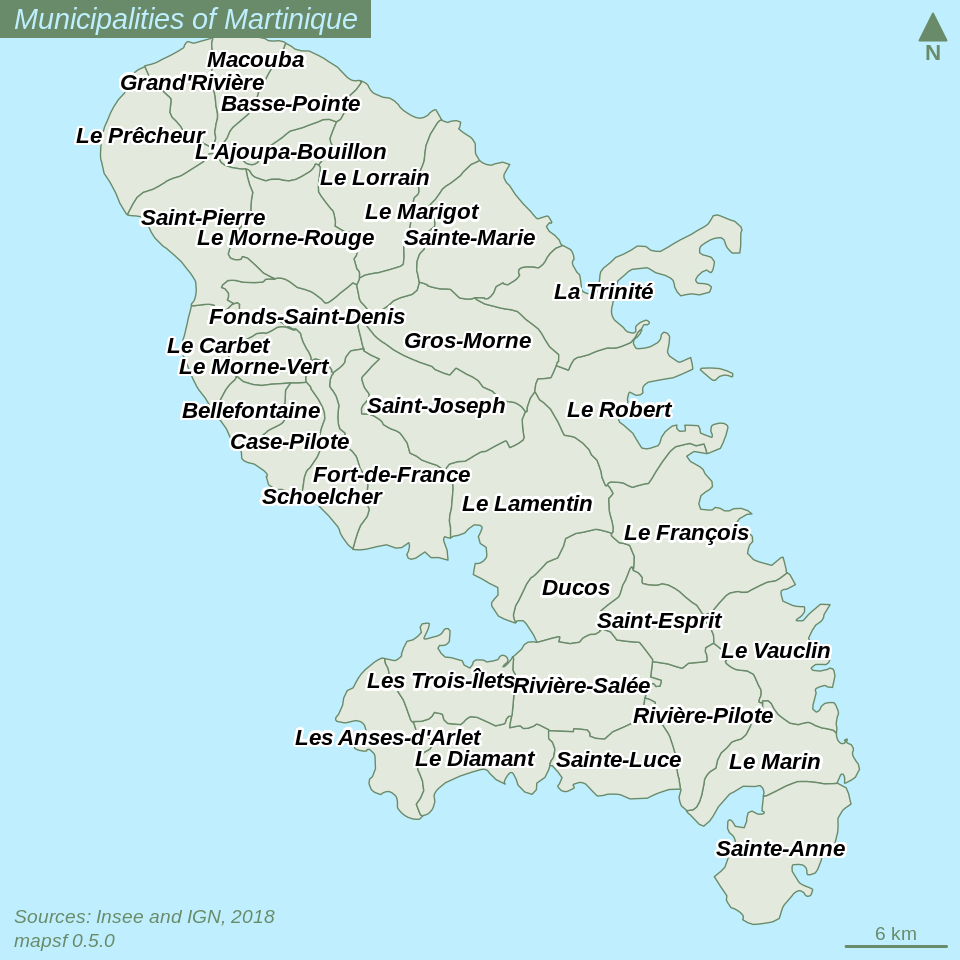 Municipalities of Martinique
N
Macouba
Grand'Rivière
Basse-Pointe
Le Prêcheur
L'Ajoupa-Bouillon
Le Lorrain
Le Marigot
Saint-Pierre
Le Morne-Rouge
Sainte-Marie
La Trinité
Fonds-Saint-Denis
Gros-Morne
Le Carbet
Le Morne-Vert
Saint-Joseph
Le Robert
Bellefontaine
Case-Pilote
Fort-de-France
Schoelcher
Le Lamentin
Le François
Ducos
Saint-Esprit
Le Vauclin
Les Trois-Îlets
Rivière-Salée
Rivière-Pilote
Les Anses-d'Arlet
Le Diamant
Sainte-Luce
Le Marin
Sainte-Anne
Sources: Insee and IGN, 2018
mapsf 0.5.0
6 km